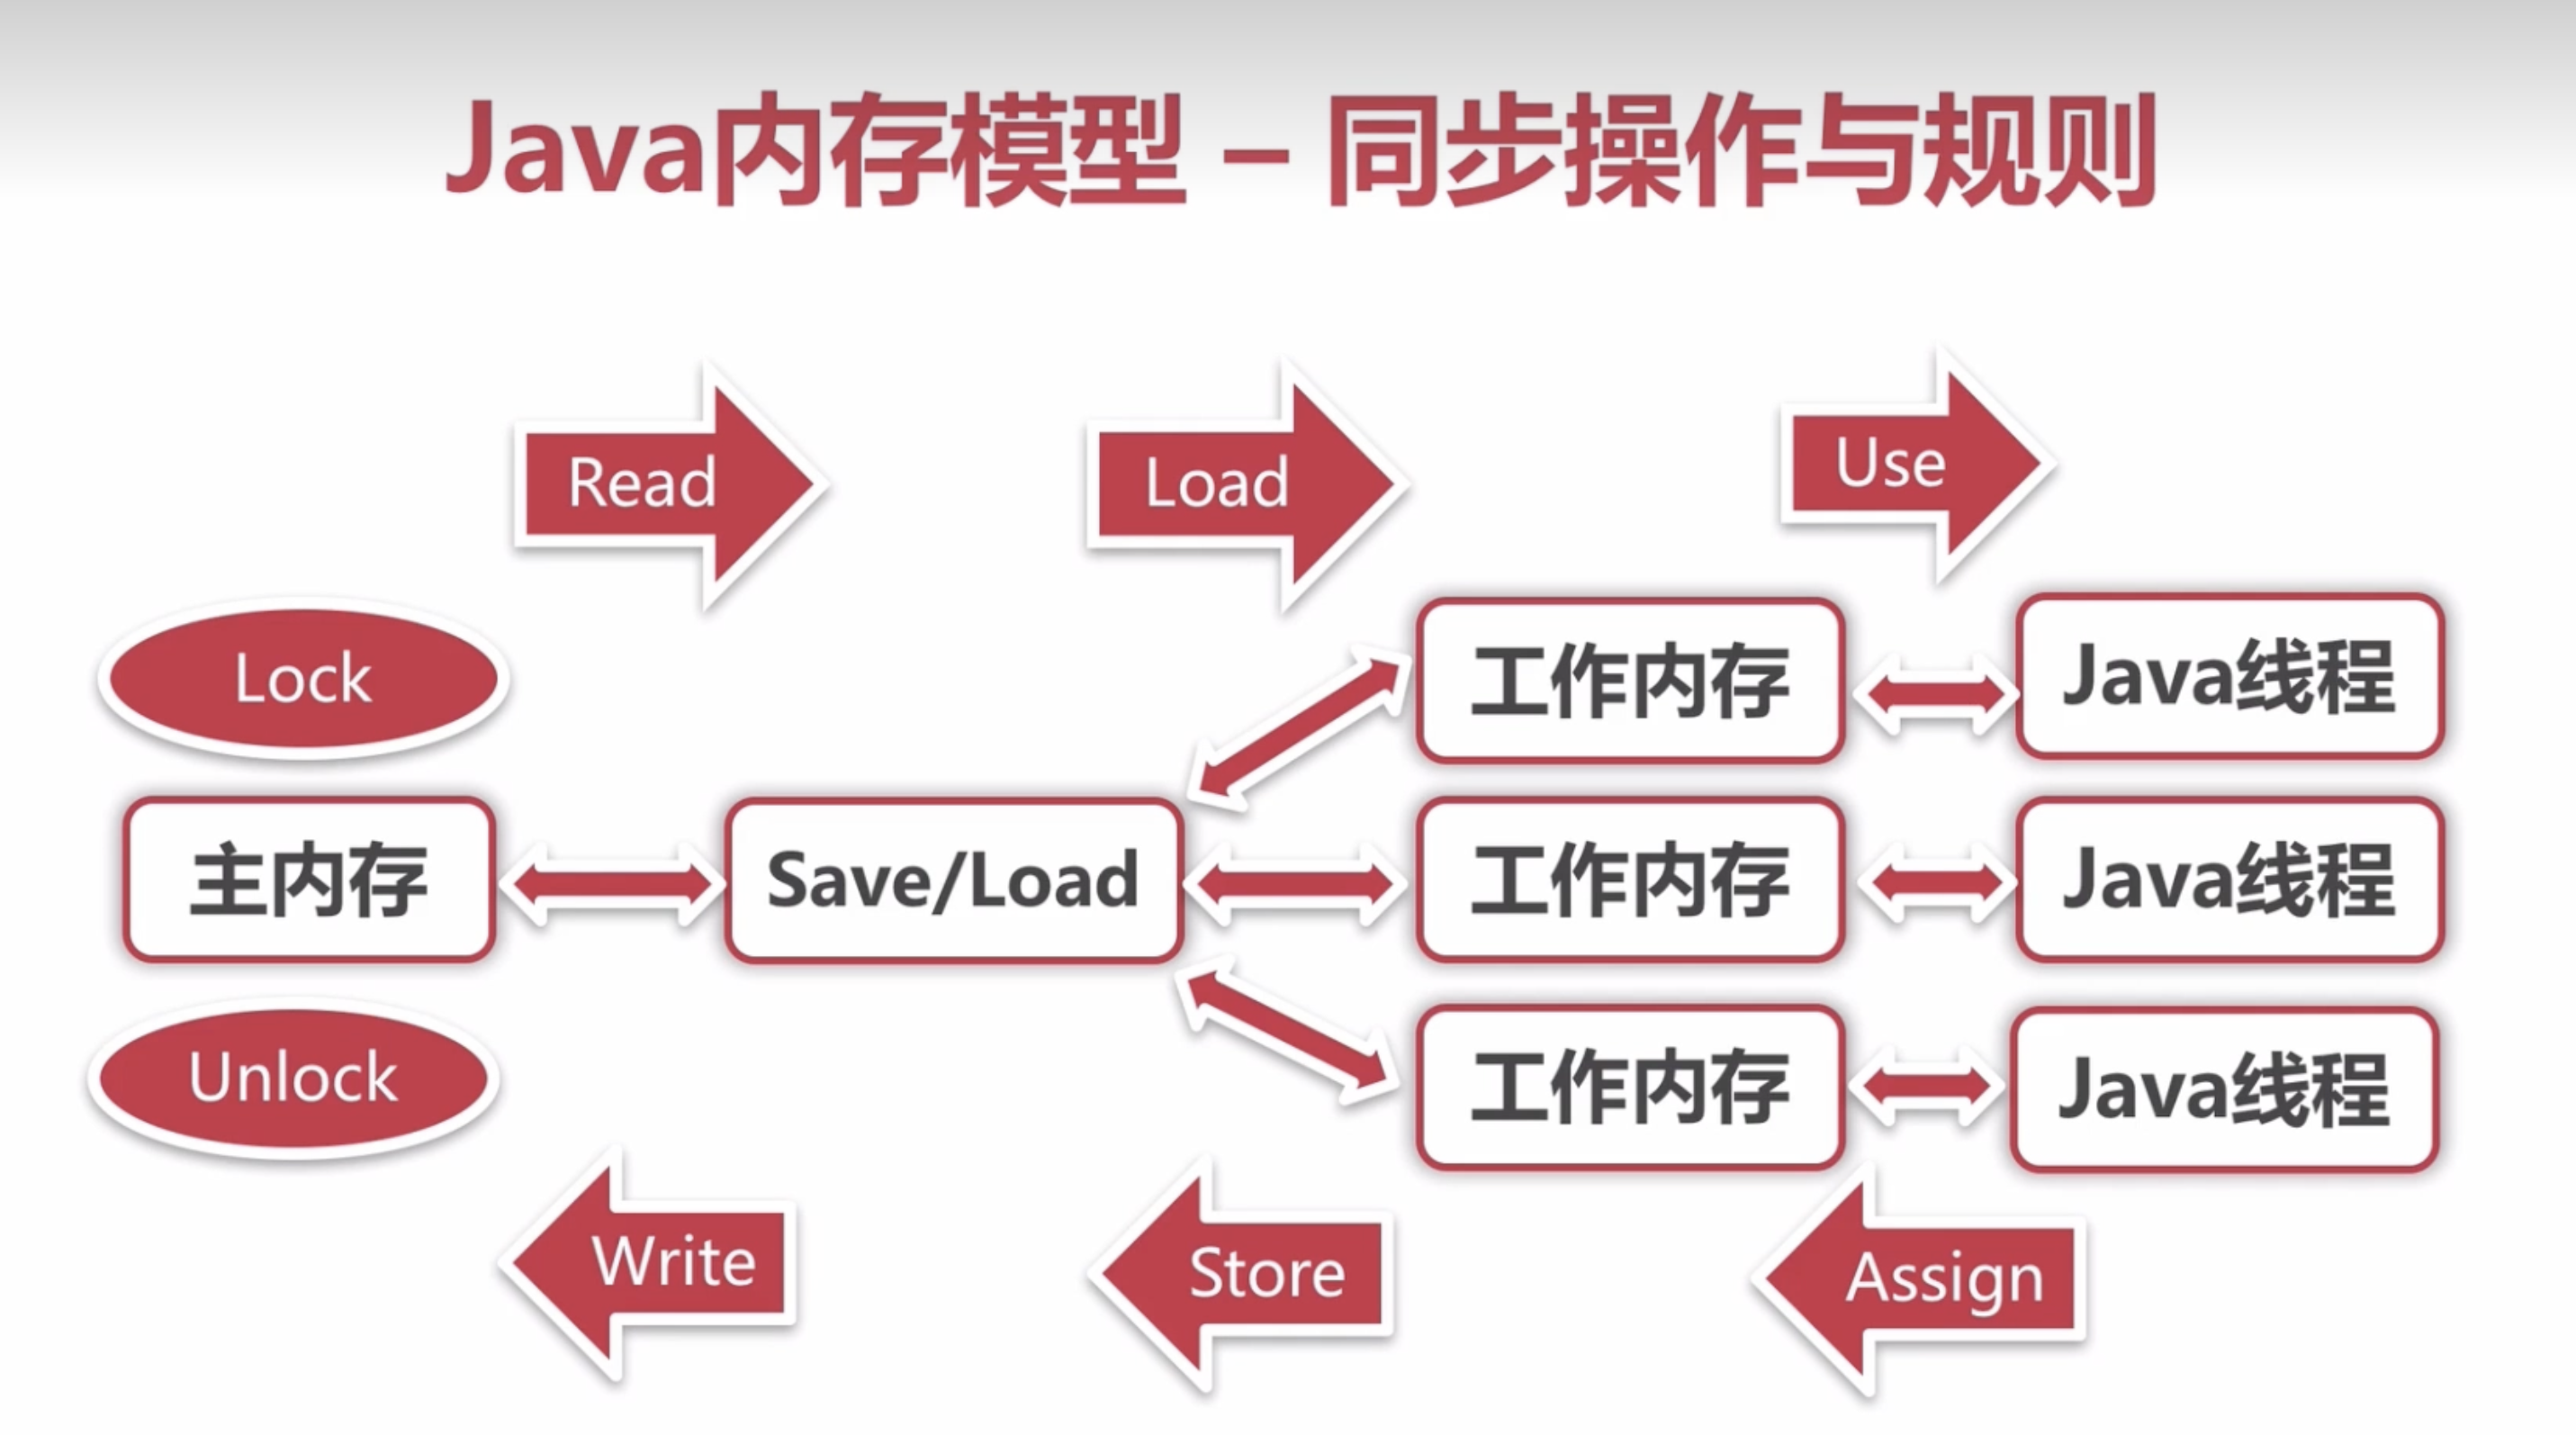 Java内存模型 – 同步操作与规则
Read
Load
Use
Lock
工作内存
Java线程
主内存
Save/Load
工作内存
Java线程
Unlock
工作内存
Java线程
Write
Store
Assign